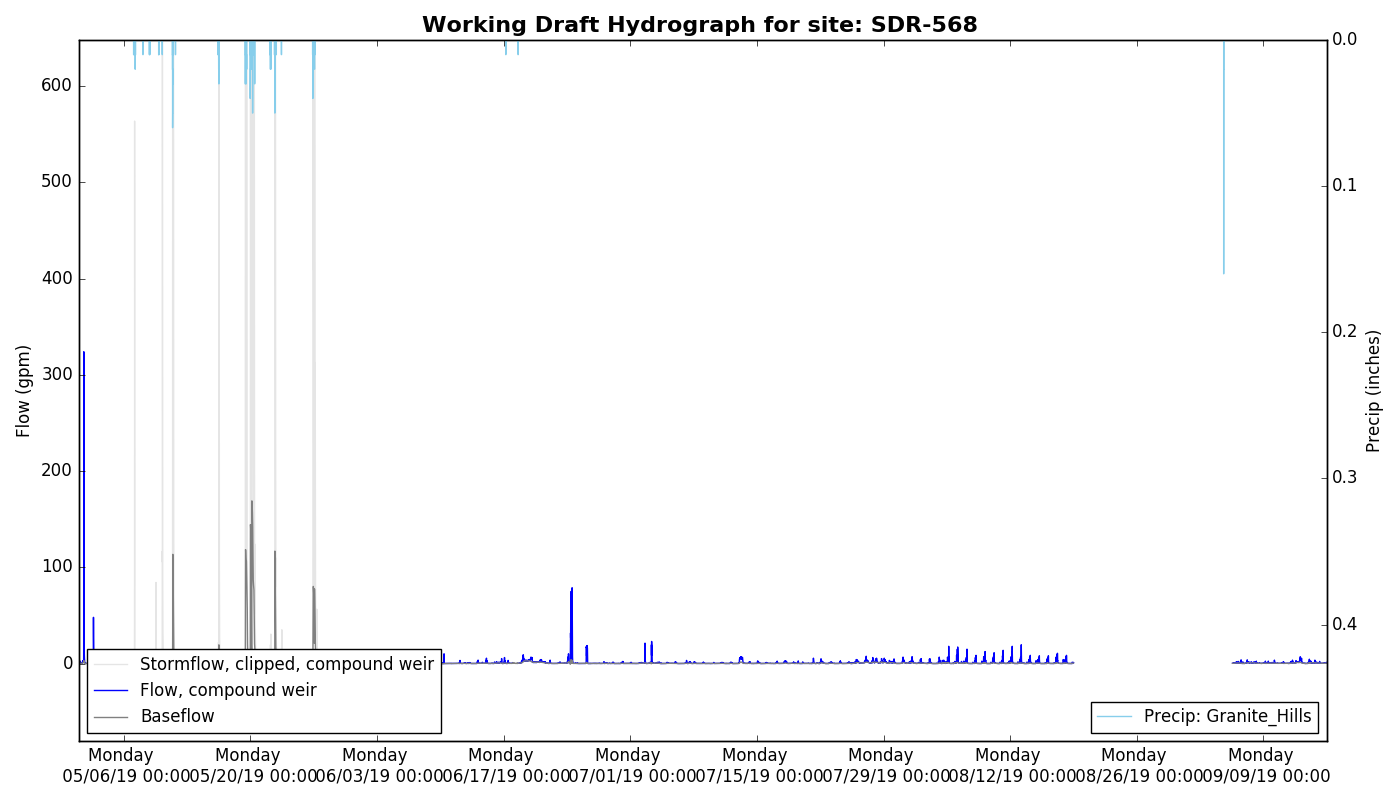 Working Draft Hydrograph for site: SDR-568
600
500
400
300
200
100
0
Flow (gpm)
0.0
0.1
0.2
0.3
0.4
Precip (inches)
Stormflow, clipped, compound weir
Flow, compound weir
Baseflow
Precip: Granite_Hills
Monday Monday Monday Monday Monday Monday Monday Monday Monday Monday
05/06/19 00:00 05/20/19 00:00 06/03/19 00:00 06/17/19 00:00 07/01/19 00:00 07/15/19 00:00 07/29/19 00:00 08/12/19 00:00 08/26/19 00:00 09/09/19 00:00